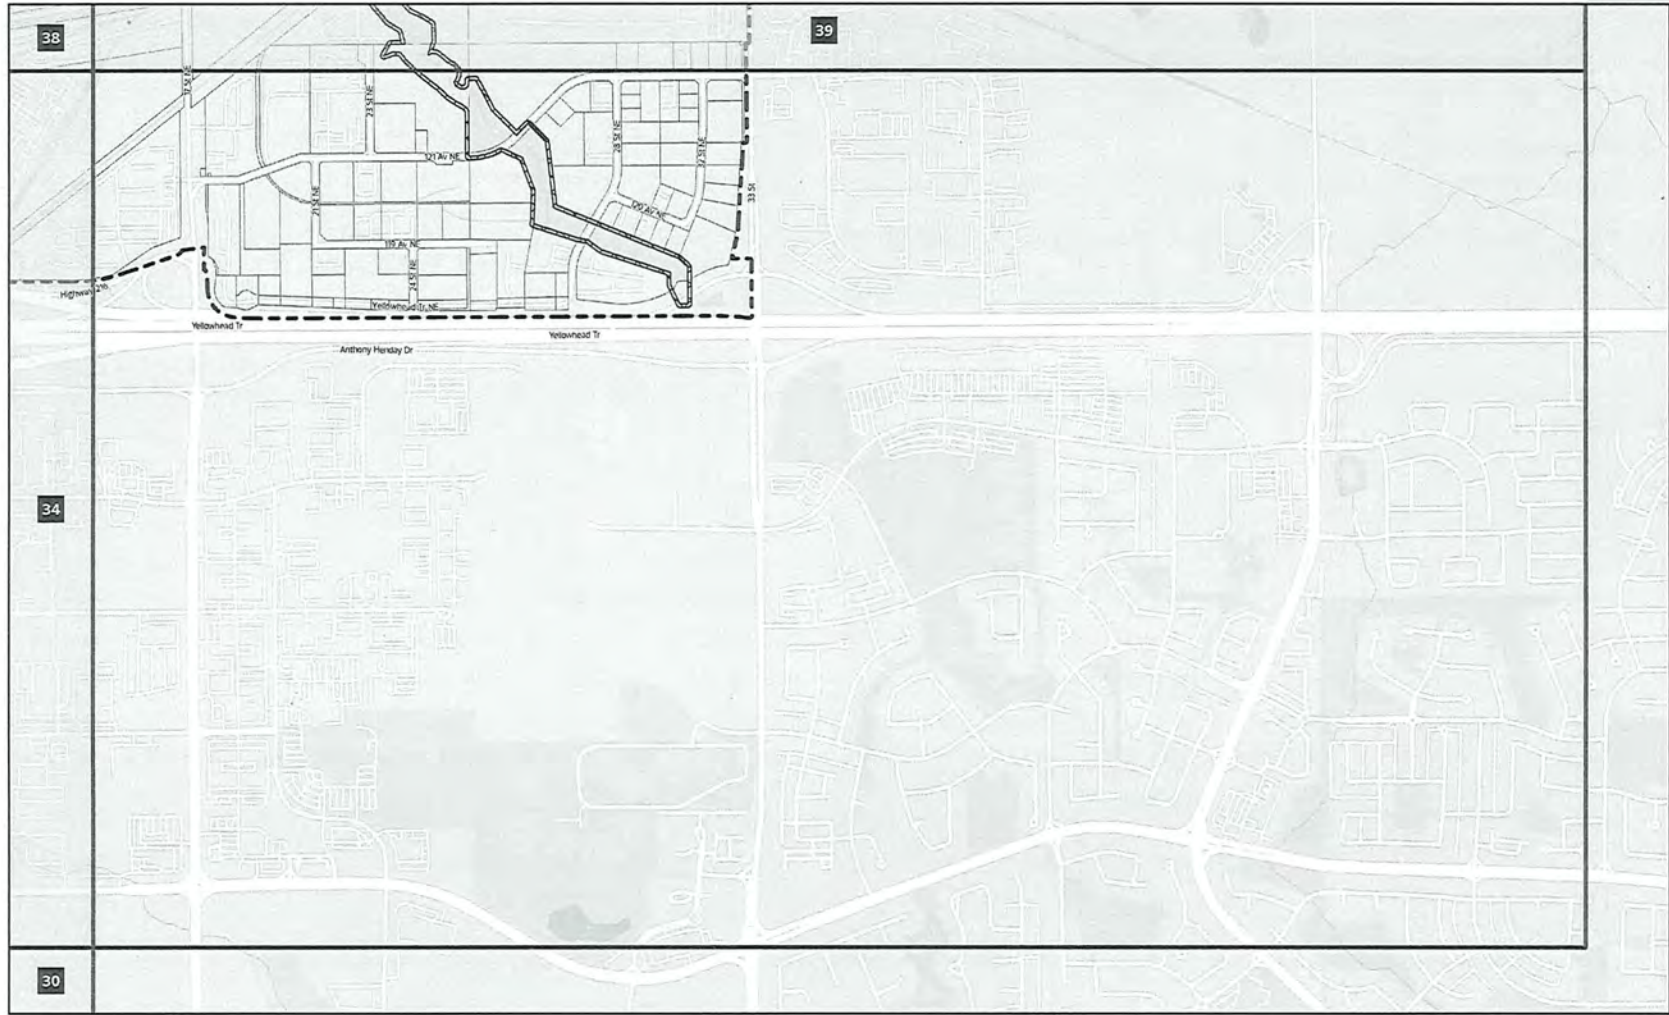 38
39
17 St NE
23 St NE
28 St NE
121 Av NE
33 St
21 St NE
120 Av NE
119 Av NE
24 St NE
Yellowhead Tr NE
Yellowhead Tr
Yellowhead Tr
Anthony Henday Dr
34
30